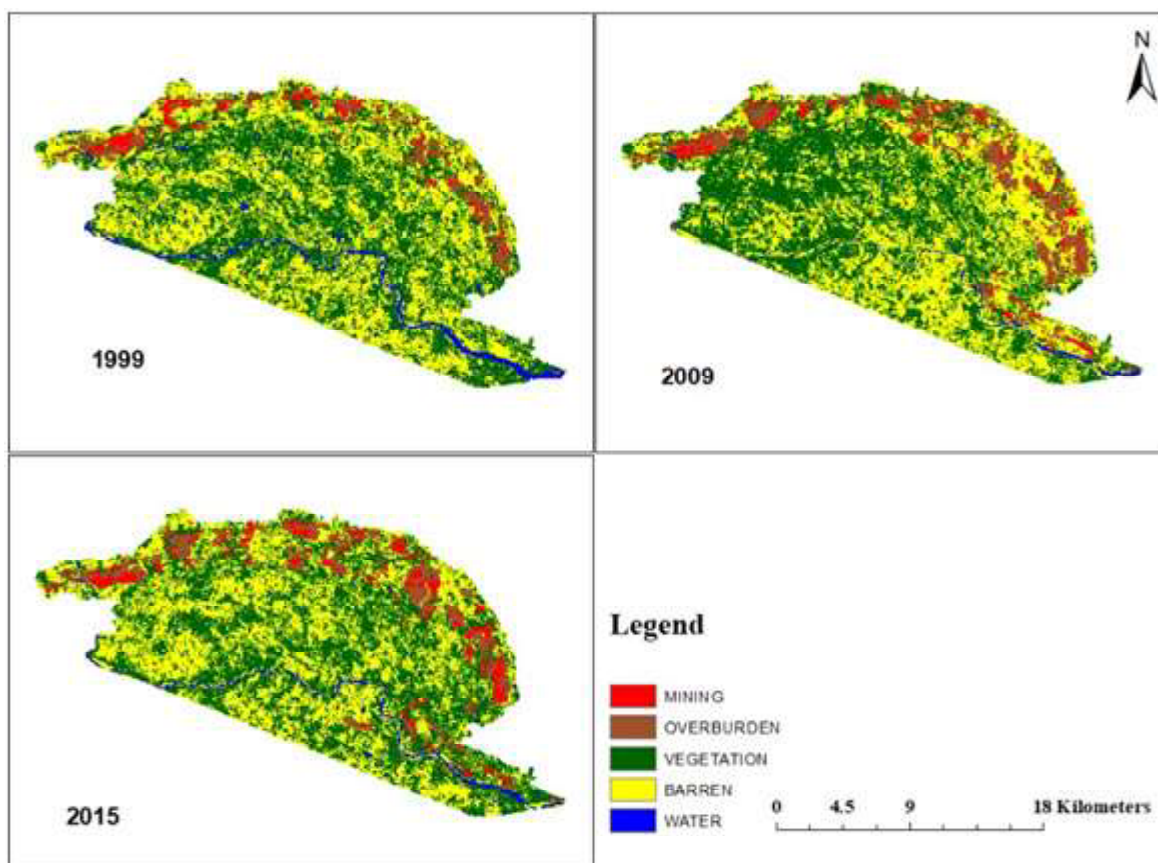 N
1999
2009
2015
Legend
MINING
OVERBURDEN
VEGETATION
BARREN
WATER
0 4.5 9 18 Kilometers